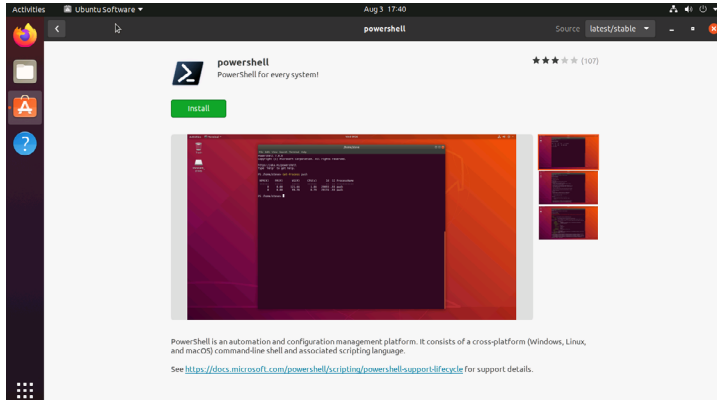 Activities
Ubuntu Software
Aug 3 17:40
powershell
Source latest/stable
powershell
PowerShell for every system!
(107)
Install
PowerShell is an automation and configuration management platform. It consists of a cross-platform (Windows, Linux,
and macOS) command-line shell and associated scripting language.
See https://docs.microsoft.com/powershell/scripting/powershell-support-lifecycle for support details.